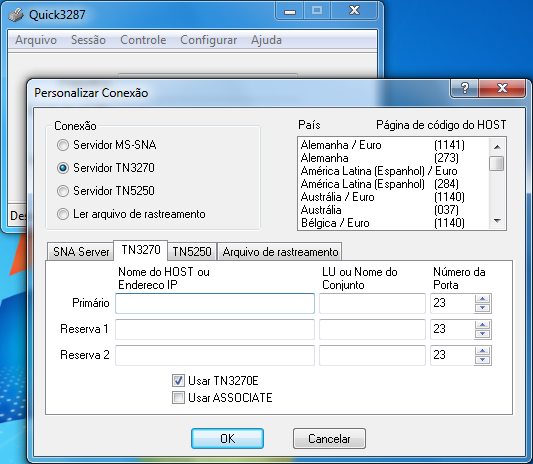 Quick3287
Arquivo Sessão Controle Configurar Ajuda
Personalizar Conexão
?
Conexão
Servidor MS-SNA
Servidor TN3270
Servidor TN5250
Ler arquivo de rastreamento
País Página de código do HOST
Alemanha / Euro (1141)
Alemanha (273)
América Latina (Espanhol) / Euro
América Latina (Espanhol) (284)
Austrália / Euro (1140)
Austrália (037)
Bélgica / Euro (1140)
Des
SNA Server TN3270 TN5250 Arquivo de rastreamento
Nome do HOST ou
Endereco IP
LU ou Nome do
Conjunto
Número da
Porta
Primário 23
Reserva 1 23
Reserva 2 23
Usar TN3270E
Usar ASSOCIATE
OK Cancelar